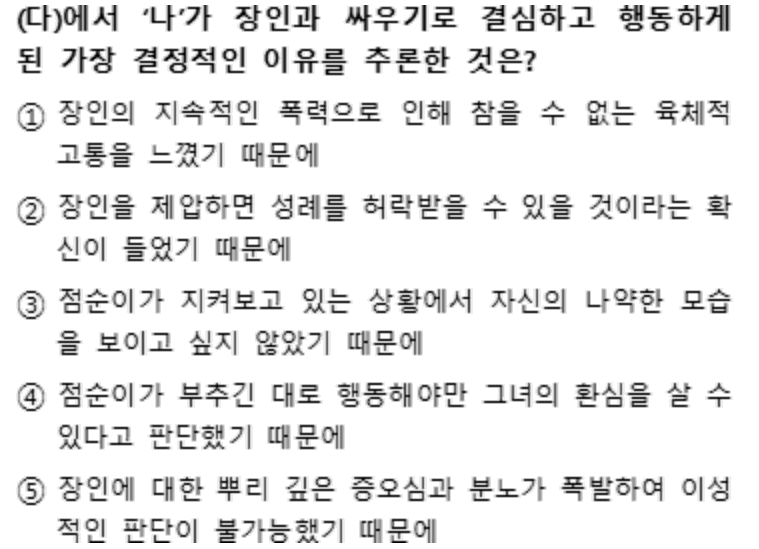 (다)에서 ‘나’가 장인과 싸우기로 결심하고 행동하게
된 가장 결정적인 이유를 추론한 것은?
① 장인의 지속적인 폭력으로 인해 참을 수 없는 육체적
고통을 느꼈기 때문에
② 장인을 제압하면 성례를 허락받을 수 있을 것이라는 확
신이 들었기 때문에
③ 점순이가 지켜보고 있는 상황에서 자신의 나약한 모습
을 보이고 싶지 않았기 때문에
④ 점순이가 부추긴 대로 행동해야만 그녀의 환심을 살 수
있다고 판단했기 때문에
⑤ 장인에 대한 뿌리 깊은 증오심과 분노가 폭발하여 이성
적인 판단이 불가능했기 때문에